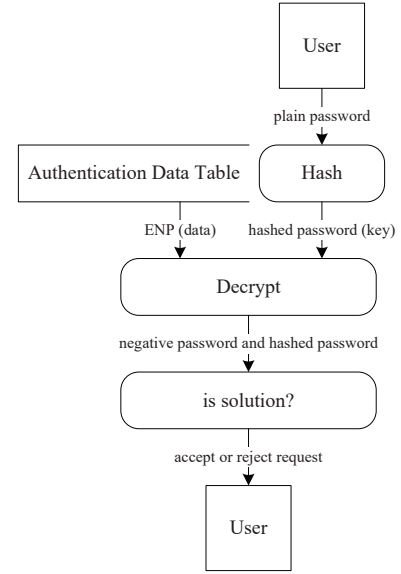 User
plain password
Authentication Data Table
Hash
ENP (data)
hashed password (key)
Decrypt
negative password and hashed password
is solution?
accept or reject request
User